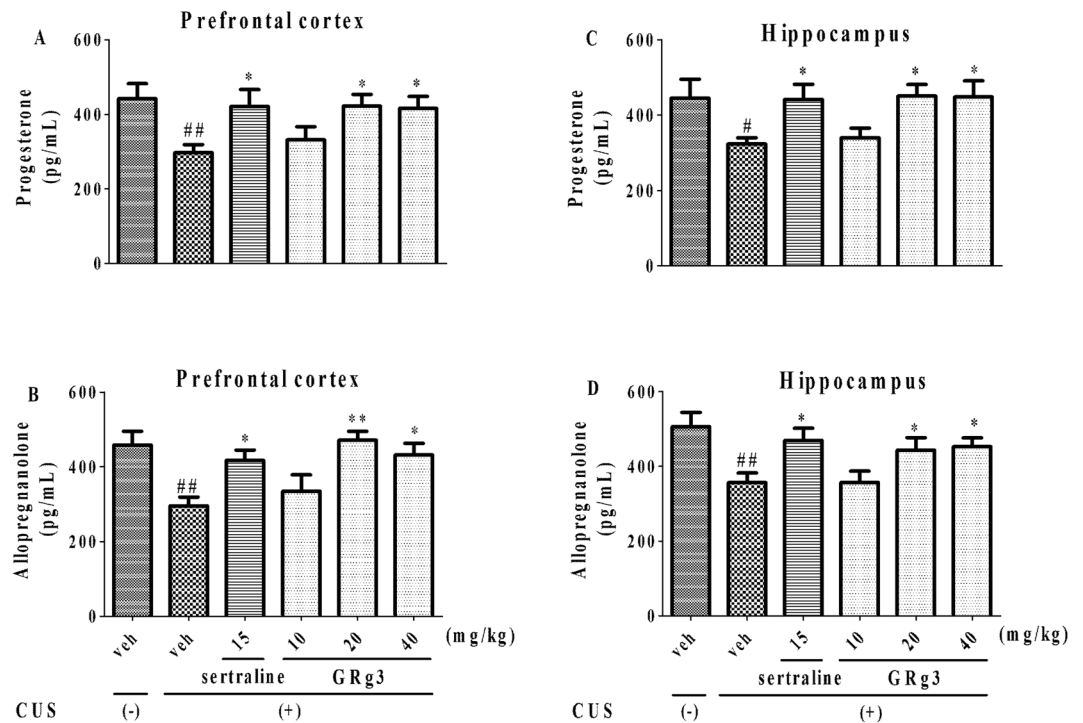 A
Prefrontal cortex
Progesterone
(pg/mL)
600
400
200
0
##
*
*
*
C
Hippocampus
Progesterone
(pg/mL)
600
400
200
0
#
*
*
*
B
Prefrontal cortex
Allopregnanolone
(pg/mL)
600
400
200
0
##
*
**
*
veh
veh
15
10
20
40
(mg/kg)
sertraline
GRg3
CUS
(-)
(+)
D
Hippocampus
Allopregnanolone
(pg/mL)
600
400
200
0
##
*
*
*
veh
veh
15
10
20
40
(mg/kg)
sertraline
GRg3
CUS
(-)
(+)